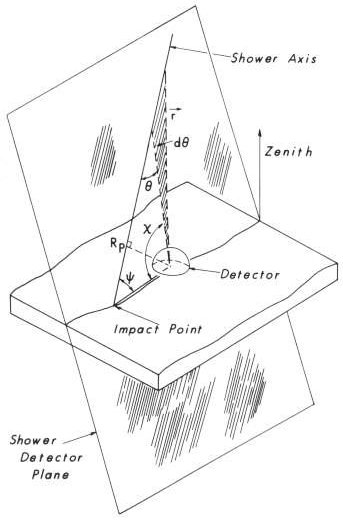 Shower Axis
r
dθ
Zenith
θ
χ
Rp
Detector
ψ
Impact Point
Shower
Detector
Plane